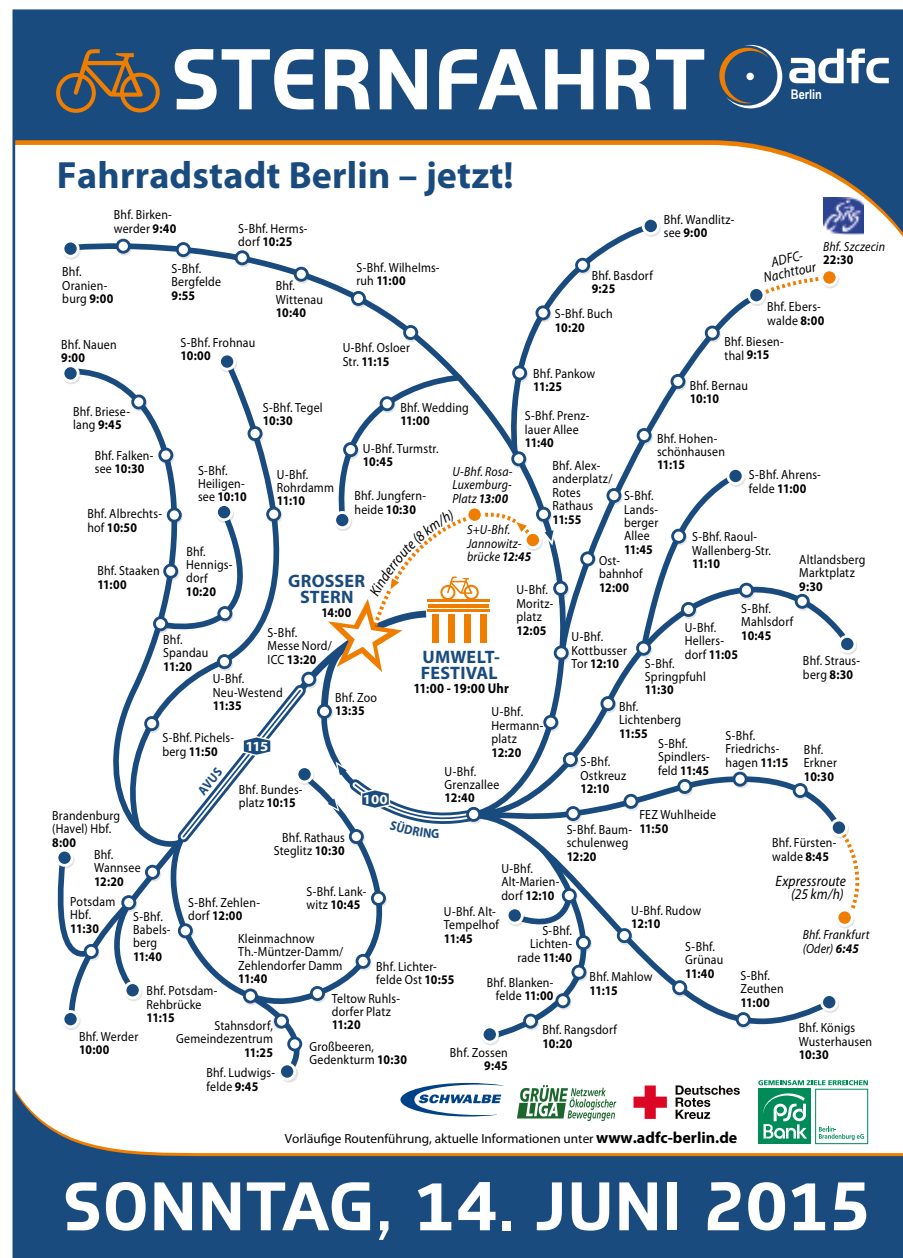 STERNFAHRT
adfc
Berlin
Fahrradstadt Berlin – jetzt!
Bhf. Birken-
werder 9:40
S-Bhf. Herms-
dorf 10:25
Bhf.
Oranien-
burg 9:00
S-Bhf.
Bergfelde
9:55
Bhf.
Wittenau
10:40
S-Bhf. Wilhelms-
ruh 11:00
U-Bhf. Osloer
Str. 11:15
Bhf. Wandlitz-
see 9:00
Bhf. Basdorf
9:25
S-Bhf. Buch
10:20
Bhf. Pankow
11:25
S-Bhf. Prenz-
lauer Allee
11:40
Bhf. Szczecin
22:30
ADFC-
Nachttour
Bhf. Ebers-
walde 8:00
Bhf. Biesen-
thal 9:15
Bhf. Bernau
10:10
Bhf. Hohen-
schönhausen
11:15
S-Bhf.
Lands-
berger
Allee
11:45
Ost-
bahnhof
12:00
Bhf. Nauen
9:00
Bhf. Briese-
lang 9:45
Bhf. Falken-
see 10:30
Bhf. Albrechts-
hof 10:50
Bhf. Staaken
11:00
S-Bhf.
Heiligen-
see 10:10
Bhf.
Hennigs-
dorf
10:20
Bhf.
Spandau
11:20
S-Bhf. Frohnau
10:00
S-Bhf. Tegel
10:30
U-Bhf.
Rohrdamm
11:10
U-Bhf.
Neu-Westend
11:35
S-Bhf. Pichels-
berg 11:50
Bhf. Wedding
11:00
U-Bhf. Turmstr.
10:45
Bhf. Jungfern-
heide 10:30
U-Bhf. Rosa-
Luxemburg-
Platz 13:00
S+U-Bhf.
Jannowitz-
brücke 12:45
Kinderroute (8 km/h)
Bhf. Alex-
anderplatz/
Rotes
Rathaus
11:55
U-Bhf.
Moritz-
platz
12:05
U-Bhf.
Kottbusser
Tor 12:10
U-Bhf.
Hermann-
platz
12:20
U-Bhf.
Grenzallee
12:40
GROSSER
STERN
14:00
UMWELT-
FESTIVAL
11:00 - 19:00 Uhr
S-Bhf.
Messe Nord/
ICC 13:20
Bhf. Zoo
13:35
115
AVUS
100
SÜDRING
S-Bhf. Ahrens-
felde 11:00
S-Bhf. Raoul-
Wallenberg-Str.
11:10
Altlandsberg
Marktplatz
9:30
S-Bhf.
Mahlsdorf
10:45
U-Bhf.
Hellers-
dorf 11:05
Bhf. Straus-
berg 8:30
S-Bhf.
Springpfuhl
11:30
Bhf.
Lichtenberg
11:55
S-Bhf.
Ostkreuz
12:10
S-Bhf.
Spindlers-
feld 11:45
S-Bhf.
Friedrichs-
hagen 11:15
Bhf.
Erkner
10:30
S-Bhf. Baum-
schulenweg
12:20
FEZ Wuhlheide
11:50
Bhf. Fürsten-
walde 8:45
Expressroute
(25 km/h)
Bhf. Frankfurt
(Oder) 6:45
Brandenburg
(Havel) Hbf.
8:00
Bhf.
Wannsee
12:20
Potsdam
Hbf.
11:30
S-Bhf.
Babels-
berg
11:40
Bhf. Potsdam-
Rehbrücke
11:15
Bhf. Werder
10:00
Bhf. Bundes-
platz 10:15
Bhf. Rathaus
Steglitz 10:30
S-Bhf. Lank-
witz 10:45
Bhf. Lichter-
felde Ost 10:55
Teltow Ruhls-
dorfer Platz
11:20
S-Bhf. Zehlen-
dorf 12:00
Kleinmachnow
Th.-Müntzer-Damm/
Zehlendorfer Damm
11:40
Stahnsdorf,
Gemeindezentrum
11:25
Großbeeren,
Gedenkturm 10:30
Bhf. Ludwigs-
felde 9:45
U-Bhf.
Alt-Marien-
dorf 12:10
U-Bhf. Alt-
Tempelhof
11:45
S-Bhf.
Lichten-
rade 11:40
Bhf. Mahlow
11:15
Bhf. Blanken-
felde 11:00
Bhf. Rangsdorf
10:20
Bhf. Zossen
9:45
U-Bhf. Rudow
12:10
S-Bhf.
Grünau
11:40
S-Bhf.
Zeuthen
11:00
Bhf. Königs
Wusterhausen
10:30
SCHWALBE
GRÜNE
LIGA
Netzwerk
Ökologischer
Bewegungen
Deutsches
Rotes
Kreuz
GEMEINSAM ZIELE ERREICHEN
PSD
Bank
Berlin-
Brandenburg eG
Vorläufige Routenführung, aktuelle Informationen unter www.adfc-berlin.de
SONNTAG, 14. JUNI 2015